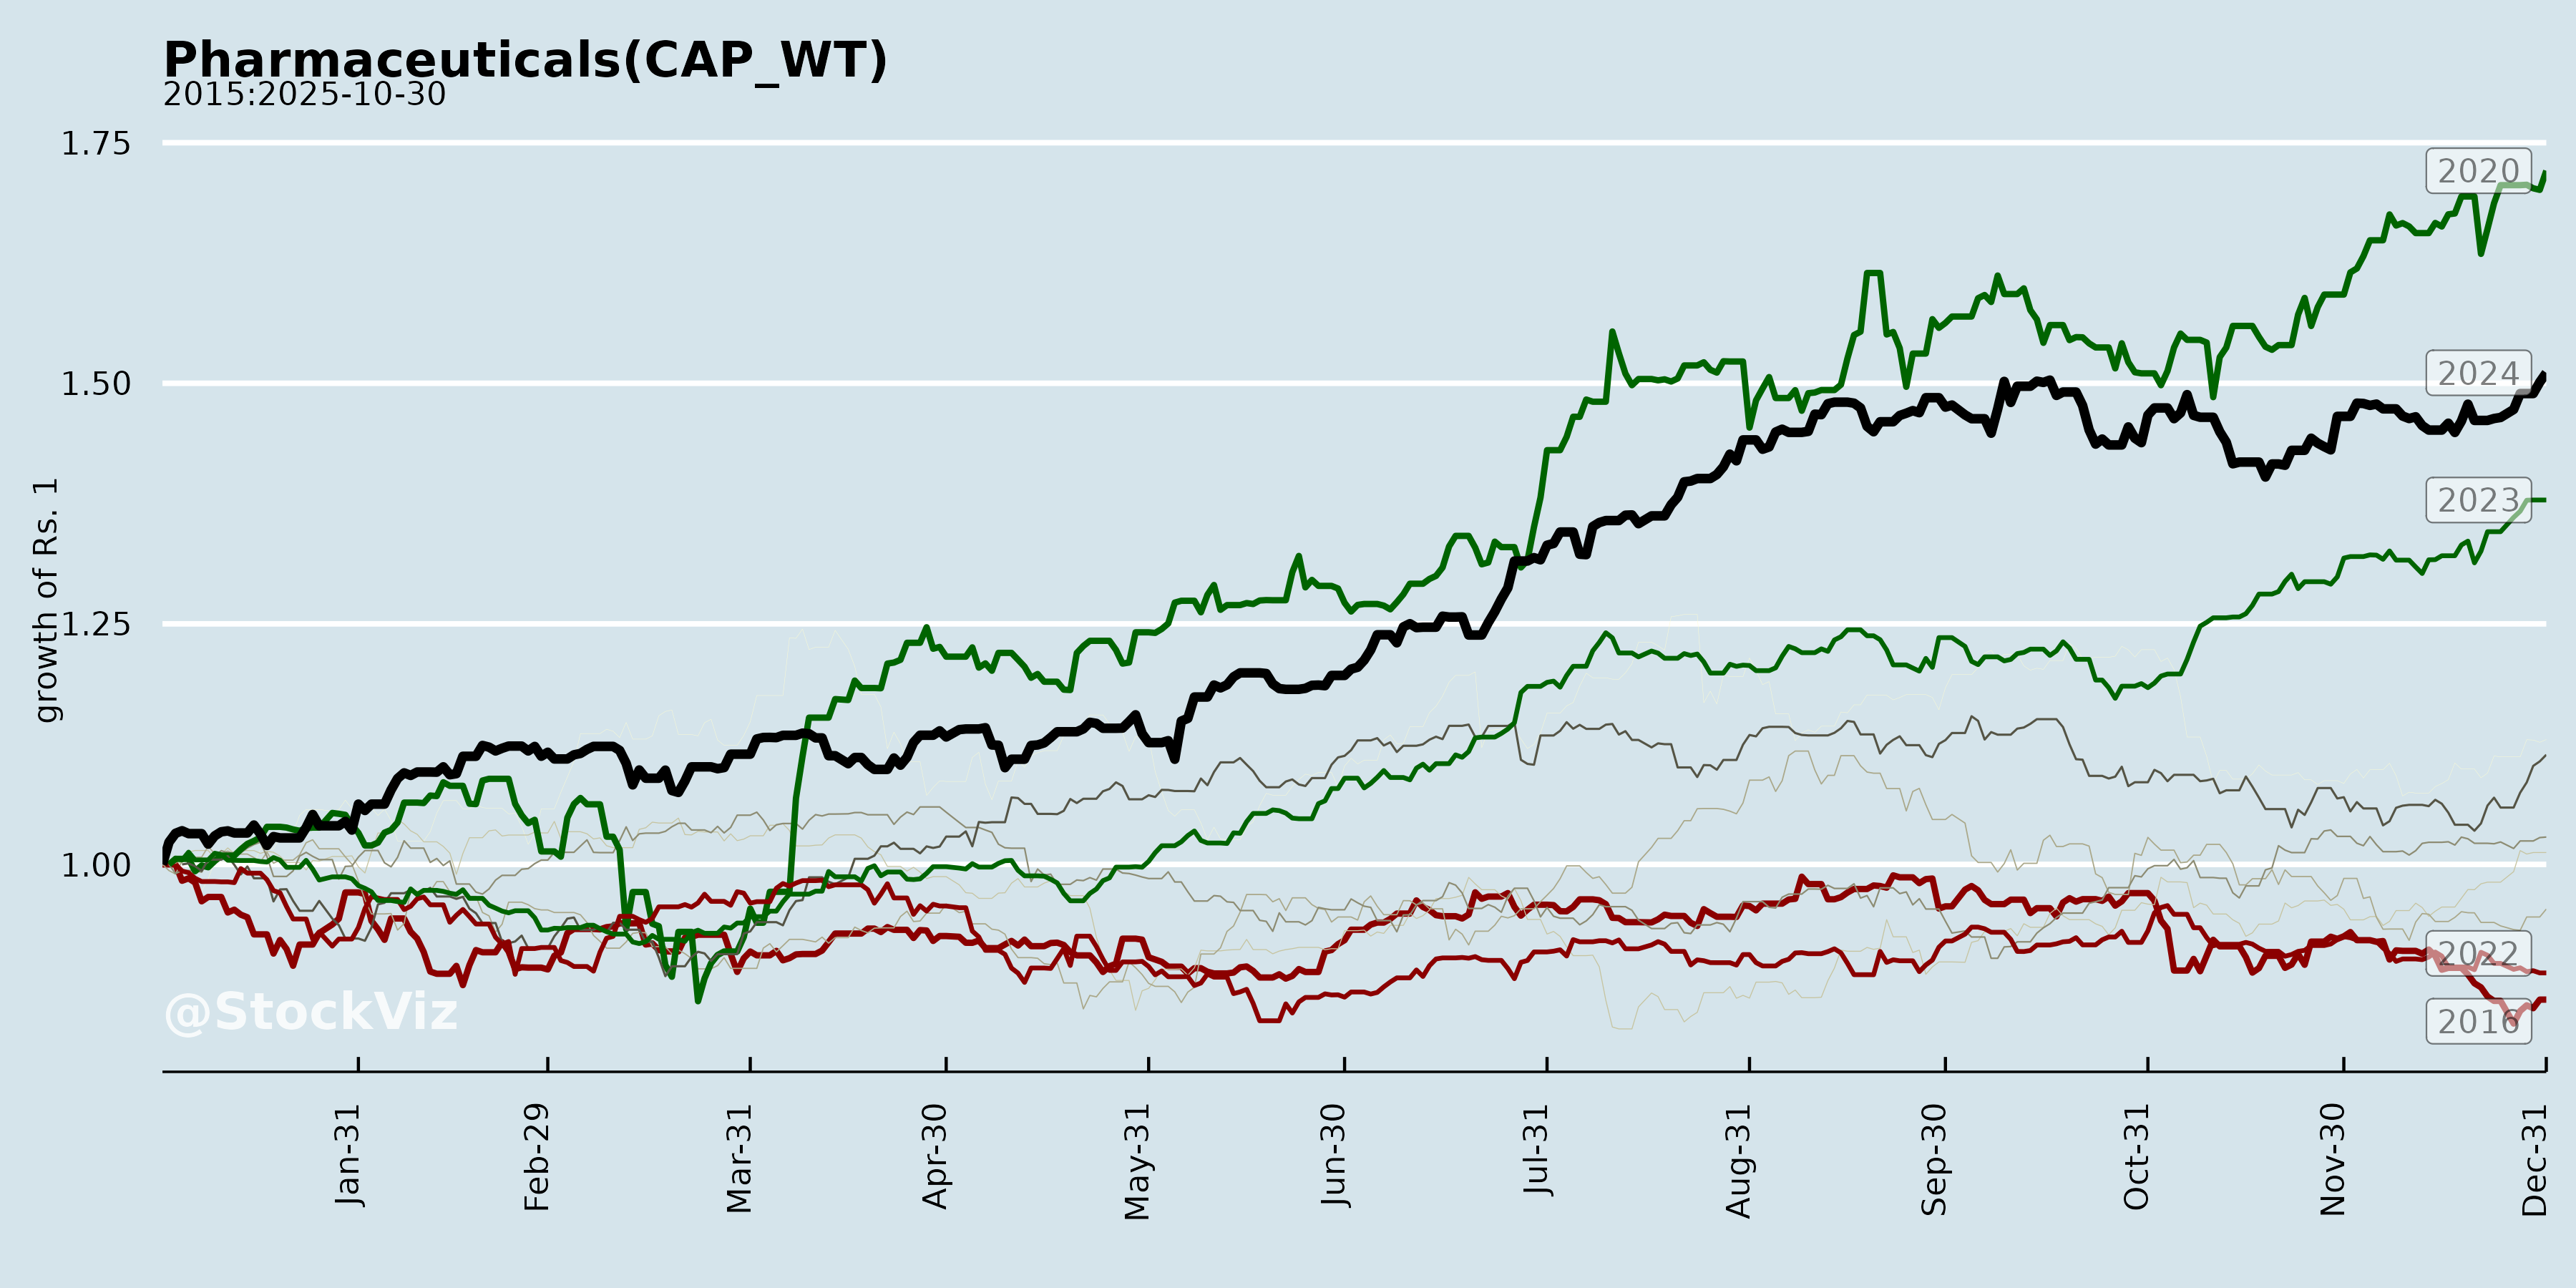 Pharmaceuticals(CAP_WT)
2015:2025-10-30
growth of Rs. 1
1.75
1.50
1.25
1.00
2020
2024
2023
2022
2016
@StockViz
Jan-31
Feb-29
Mar-31
Apr-30
May-31
Jun-30
Jul-31
Aug-31
Sep-30
Oct-31
Nov-30
Dec-31